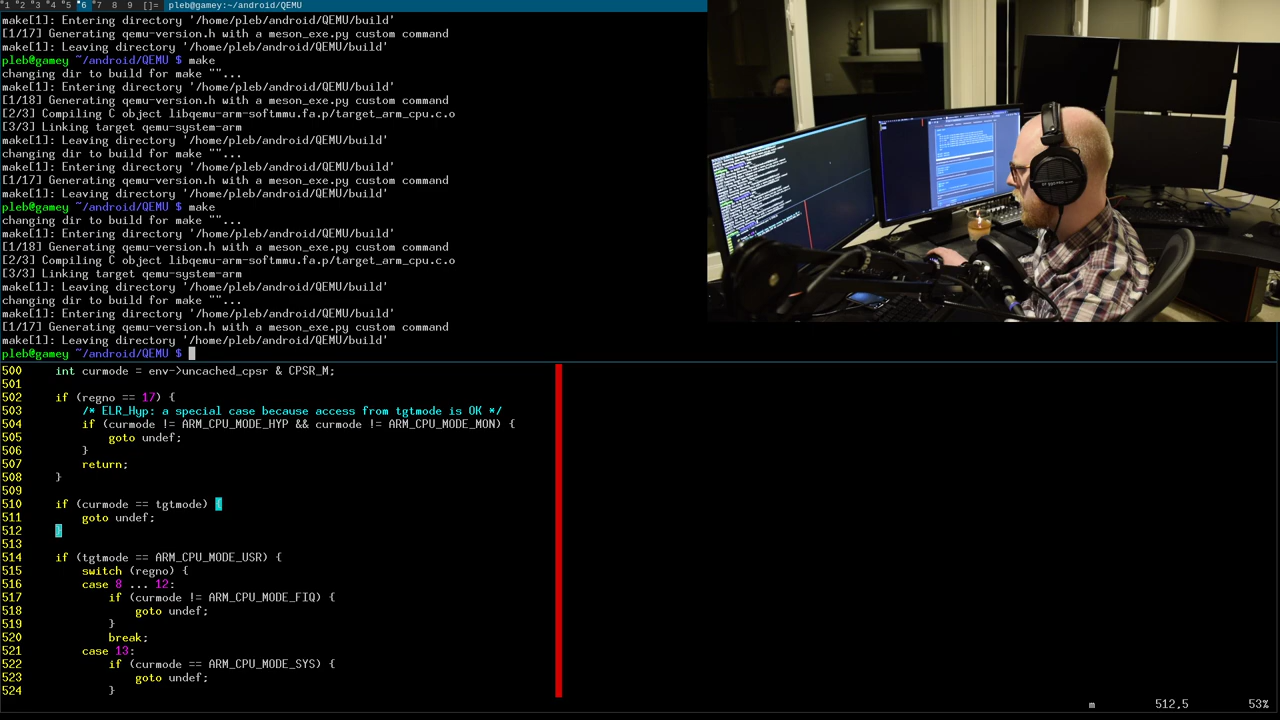 1 2 3 4 5 6 7 8 9 []= pleb@gamey:~/android/QEMU
make[1]: Entering directory '/home/pleb/android/QEMU/build'
[1/17] Generating qemu-version.h with a meson_exe.py custom command
make[1]: Leaving directory '/home/pleb/android/QEMU/build'
pleb@gamey ~/android/QEMU $ make
changing dir to build for make ""...
make[1]: Entering directory '/home/pleb/android/QEMU/build'
[1/18] Generating qemu-version.h with a meson_exe.py custom command
[2/3] Compiling C object libqemu-arm-softmmu.fa.p/target_arm_cpu.c.o
[3/3] Linking target qemu-system-arm
make[1]: Leaving directory '/home/pleb/android/QEMU/build'
changing dir to build for make ""...
make[1]: Entering directory '/home/pleb/android/QEMU/build'
[1/17] Generating qemu-version.h with a meson_exe.py custom command
make[1]: Leaving directory '/home/pleb/android/QEMU/build'
pleb@gamey ~/android/QEMU $ make
changing dir to build for make ""...
make[1]: Entering directory '/home/pleb/android/QEMU/build'
[1/18] Generating qemu-version.h with a meson_exe.py custom command
[2/3] Compiling C object libqemu-arm-softmmu.fa.p/target_arm_cpu.c.o
[3/3] Linking target qemu-system-arm
make[1]: Leaving directory '/home/pleb/android/QEMU/build'
changing dir to build for make ""...
make[1]: Entering directory '/home/pleb/android/QEMU/build'
[1/17] Generating qemu-version.h with a meson_exe.py custom command
make[1]: Leaving directory '/home/pleb/android/QEMU/build'
pleb@gamey ~/android/QEMU $
500     int curmode = env->uncached_cpsr & CPSR_M;
501
502     if (regno == 17) {
503         /* ELR_Hyp: a special case because access from tgtmode is OK */
504         if (curmode != ARM_CPU_MODE_HYP && curmode != ARM_CPU_MODE_MON) {
505             goto undef;
506         }
507         return;
508     }
509
510     if (curmode == tgtmode) {
511         goto undef;
512     }
513
514     if (tgtmode == ARM_CPU_MODE_USR) {
515         switch (regno) {
516         case 8 ... 12:
517             if (curmode != ARM_CPU_MODE_FIQ) {
518                 goto undef;
519             }
520             break;
521         case 13:
522             if (curmode == ARM_CPU_MODE_SYS) {
523                 goto undef;
524             }
m 512,5 53%